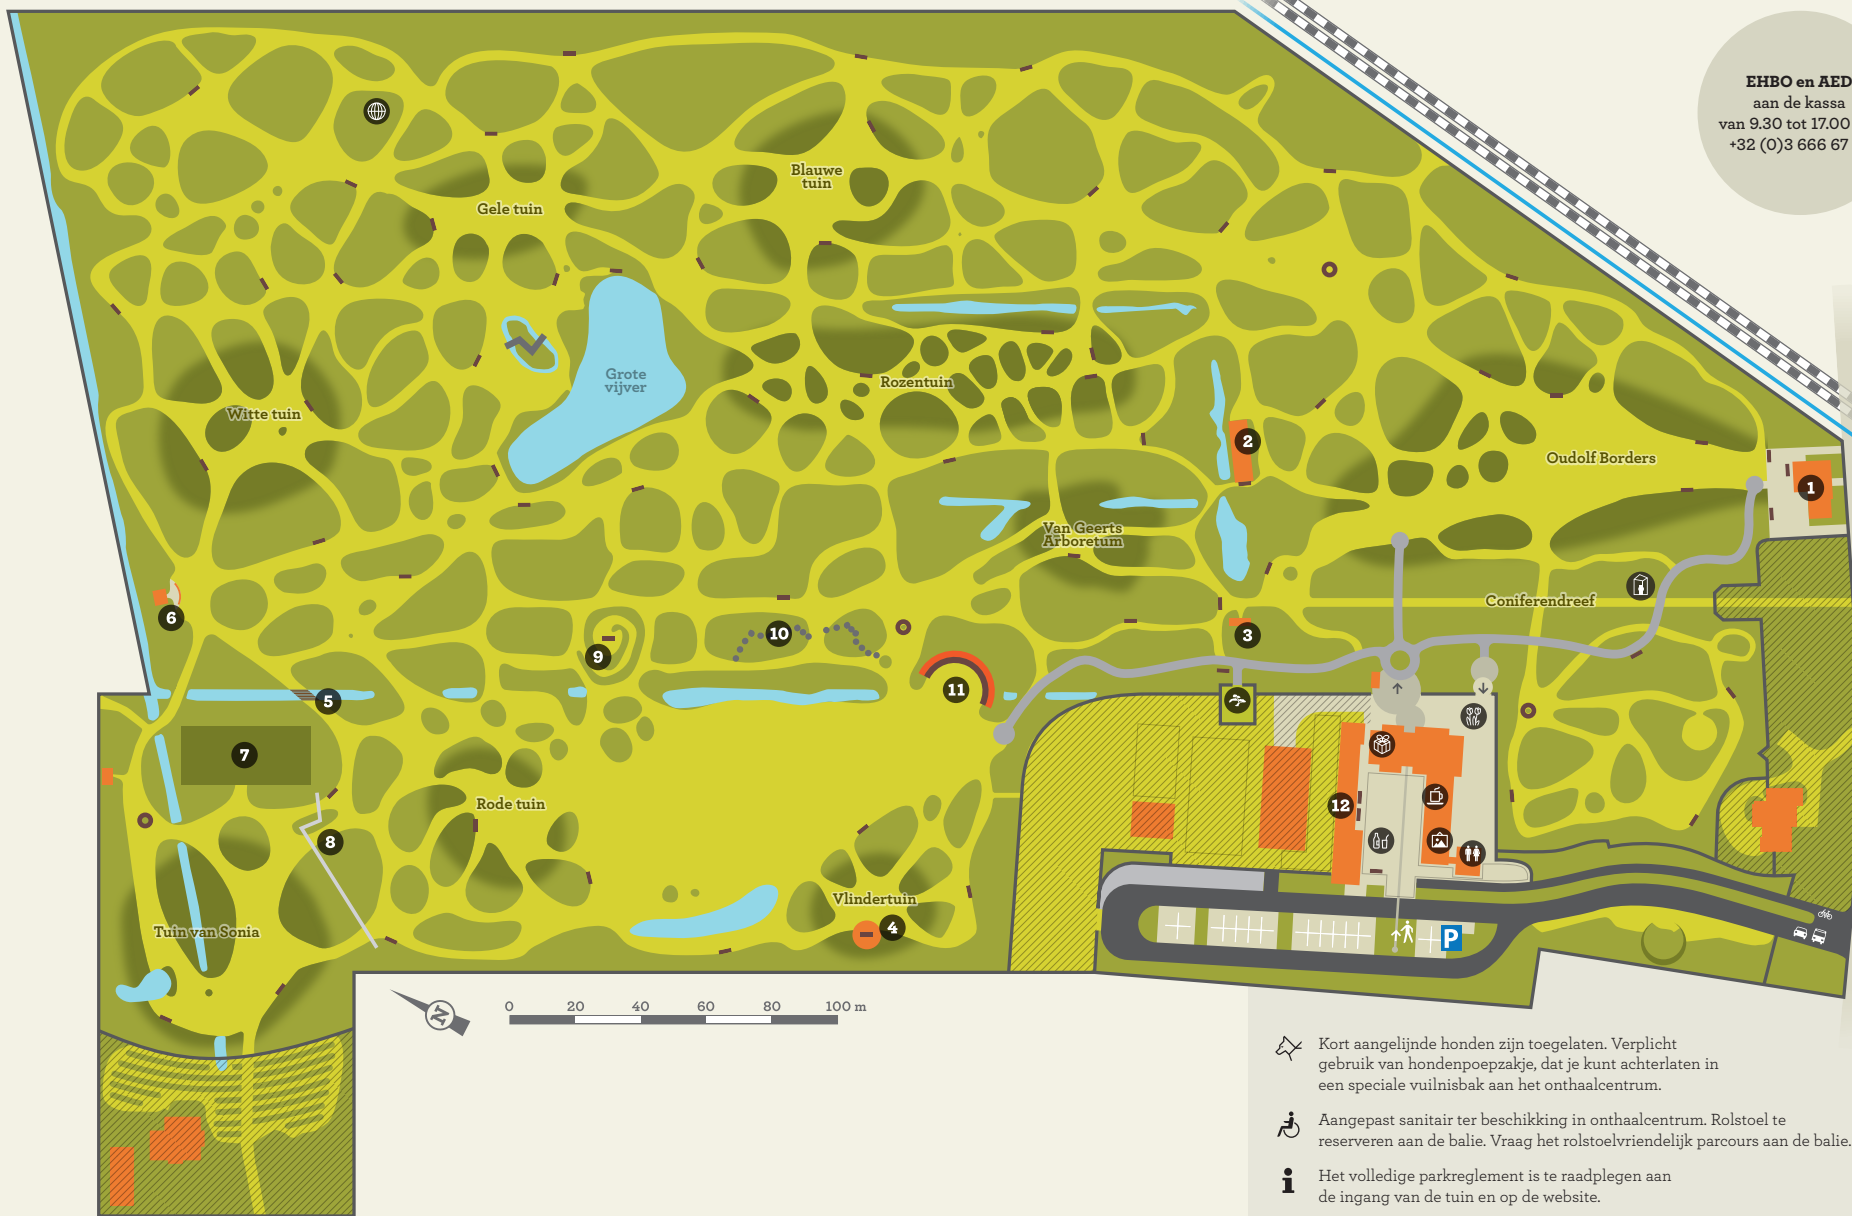 EHBO en AED
aan de kassa
van 9.30 tot 17.00
+32 (0)3 666 67
Blauwe
tuin
Gele tuin
Grote
vijver
Rozentuin
Witte tuin
2
Oudolf Borders
1
Van Geerts
Arboretum
Coniferendreef
6
10
3
9
11
5
7
12
Rode tuin
8
Vlindertuin
4
Tuin van Sonia
P
N
0 20 40 60 80 100 m
Kort aangelijnde honden zijn toegelaten. Verplicht
gebruik van hondenpoepzakje, dat je kunt achterlaten in
een speciale vuilnisbak aan het onthaalcentrum.
Aangepast sanitair ter beschikking in onthaalcentrum. Rolstoel te
reserveren aan de balie. Vraag het rolstoelvriendelijk parcours aan de balie.
i Het volledige parkreglement is te raadplegen aan
de ingang van de tuin en op de website.